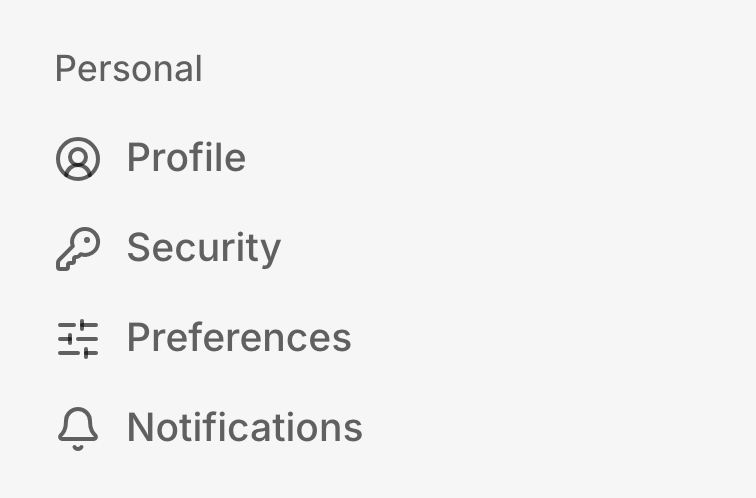 Personal
Profile
Security
Preferences
Notifications